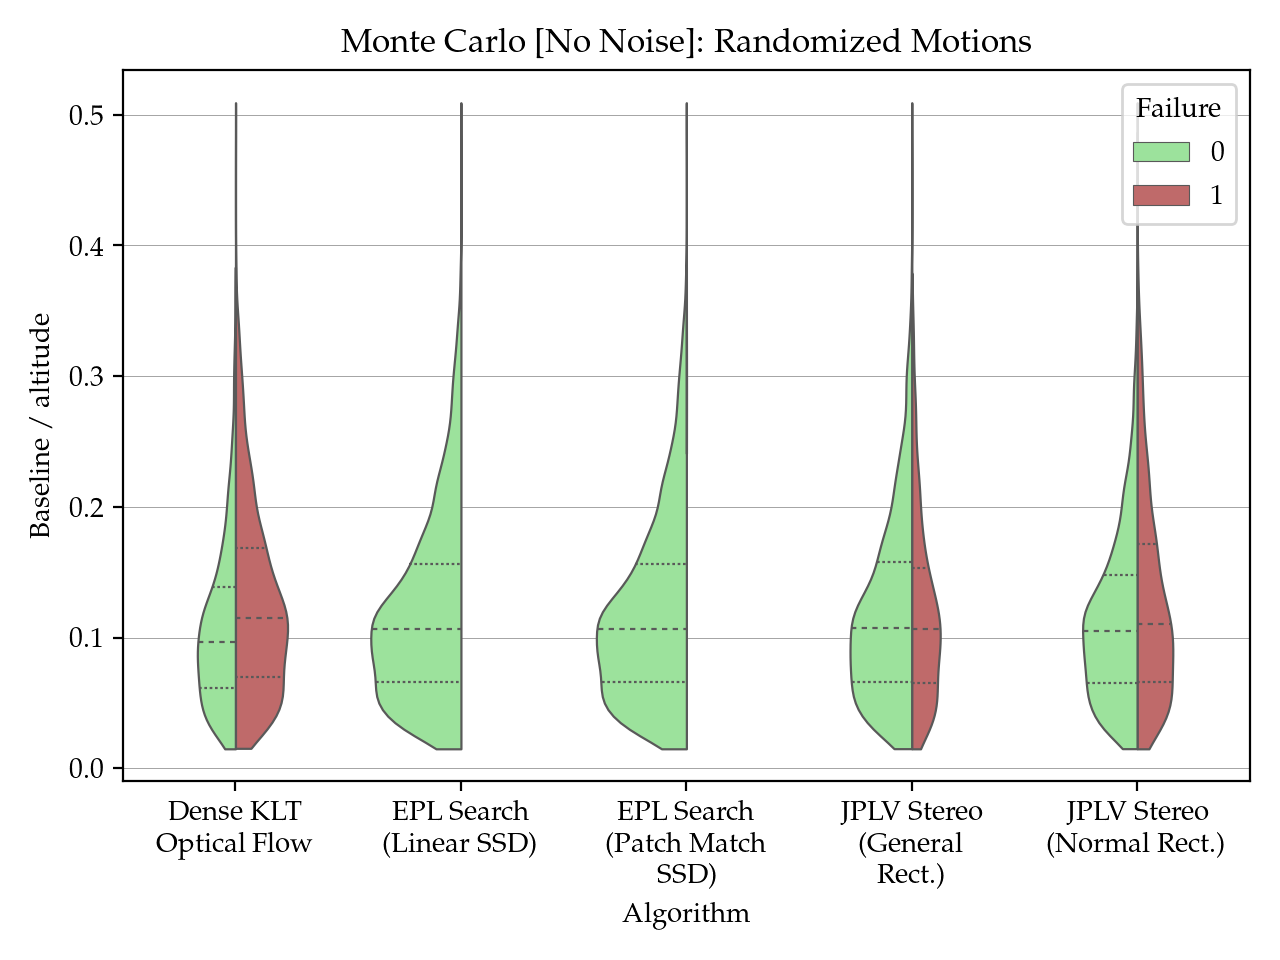 Monte Carlo [No Noise]: Randomized Motions
Failure
0
1
0.5
0.4
0.3
0.2
0.1
0.0
Baseline / altitude
Dense KLT
Optical Flow
EPL Search
(Linear SSD)
EPL Search
(Patch Match
SSD)
JPLV Stereo
(General
Rect.)
JPLV Stereo
(Normal Rect.)
Algorithm